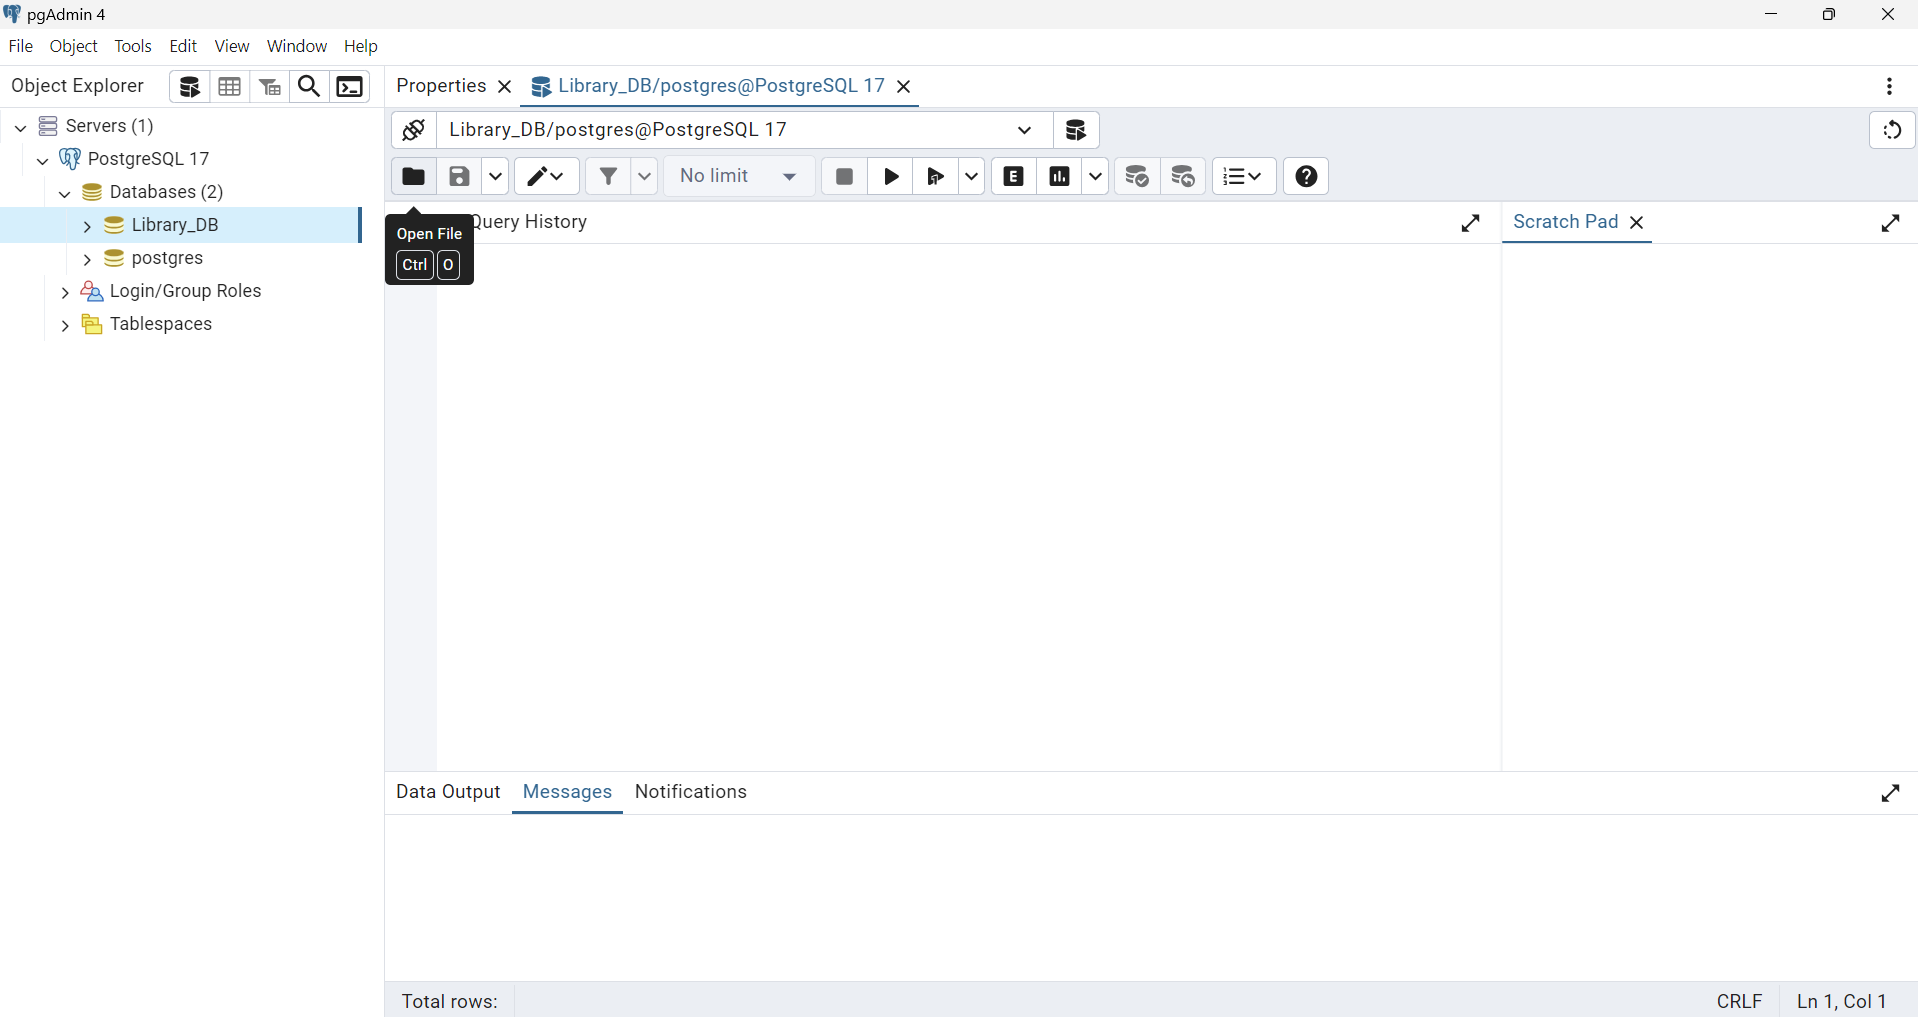 pgAdmin 4
File Object Tools Edit View Window Help
Object Explorer
Properties Library_DB/postgres@PostgreSQL 17
Servers (1)
Library_DB/postgres@PostgreSQL 17
PostgreSQL 17
No limit
E
Databases (2)
Library_DB
Query History
Scratch Pad
Open File
Ctrl O
postgres
Login/Group Roles
Tablespaces
Data Output Messages Notifications
Total rows:
CRLF Ln 1, Col 1